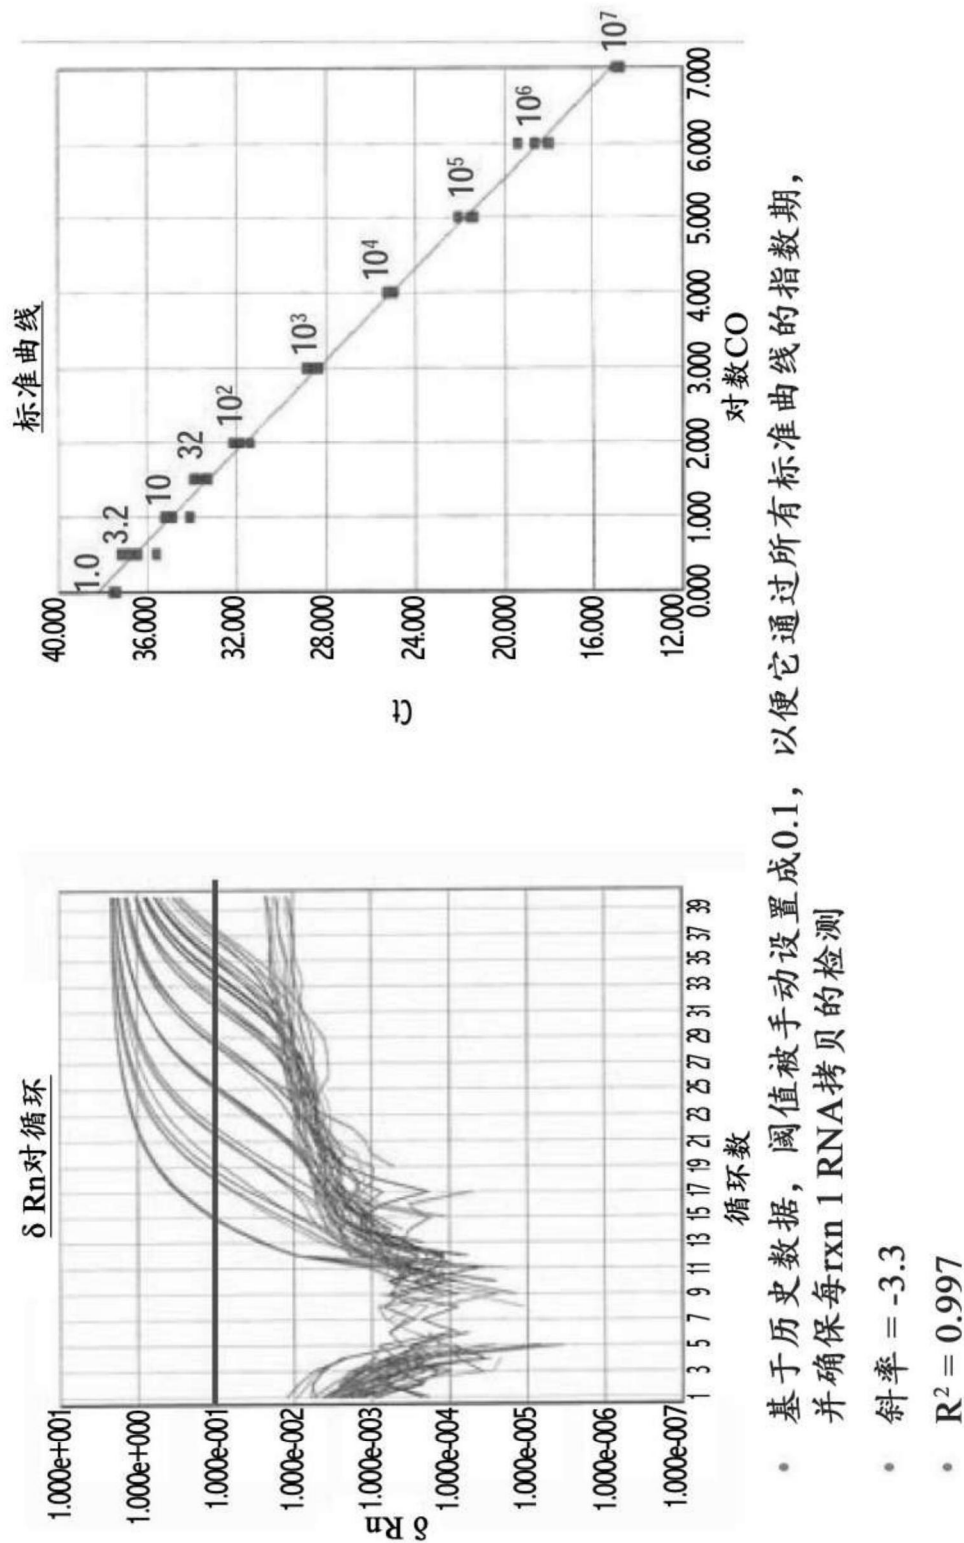 δ Rn对循环
1.000e+01
1.000e+00
1.000e-001
1.000e-002
1.000e-003
1.000e-004
1.000e-005
1.000e-006
1.000e-007
δ Rn
1 3 5 7 9 11 13 15 17 19 21 23 25 27 29 31 33 35 37 39
循环数
标准曲线
40.000
36.000
32.000
28.000
24.000
20.000
16.000
12.000
Ct
1.0
3.2
10
32
10²
10³
10⁴
10⁵
10⁶
10⁷
0.000 1.000 2.000 3.000 4.000 5.000 6.000 7.000
对数CO
• 基于历史数据，阈值被手动设置成0.1，以便它通过所有标准曲线的指数期，
并确保每rxn 1 RNA拷贝的检测
• 斜率 = -3.3
• R² = 0.997